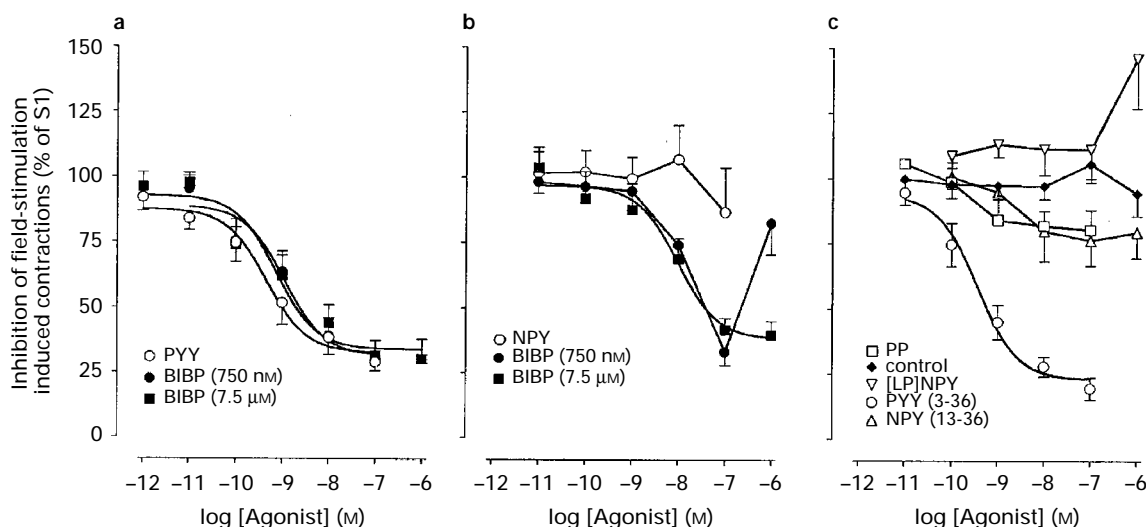 a
b
c
Inhibition of field-stimulation
induced contractions (% of S1)
150
125
100
75
50
25
0
PYY
BIBP (750 nM)
BIBP (7.5 μM)
NPY
BIBP (750 nM)
BIBP (7.5 μM)
PP
control
[LP]NPY
PYY (3-36)
NPY (13-36)
−12 −11 −10 −9 −8 −7 −6
−12 −11 −10 −9 −8 −7 −6
−12 −11 −10 −9 −8 −7 −6
log [Agonist] (M)
log [Agonist] (M)
log [Agonist] (M)